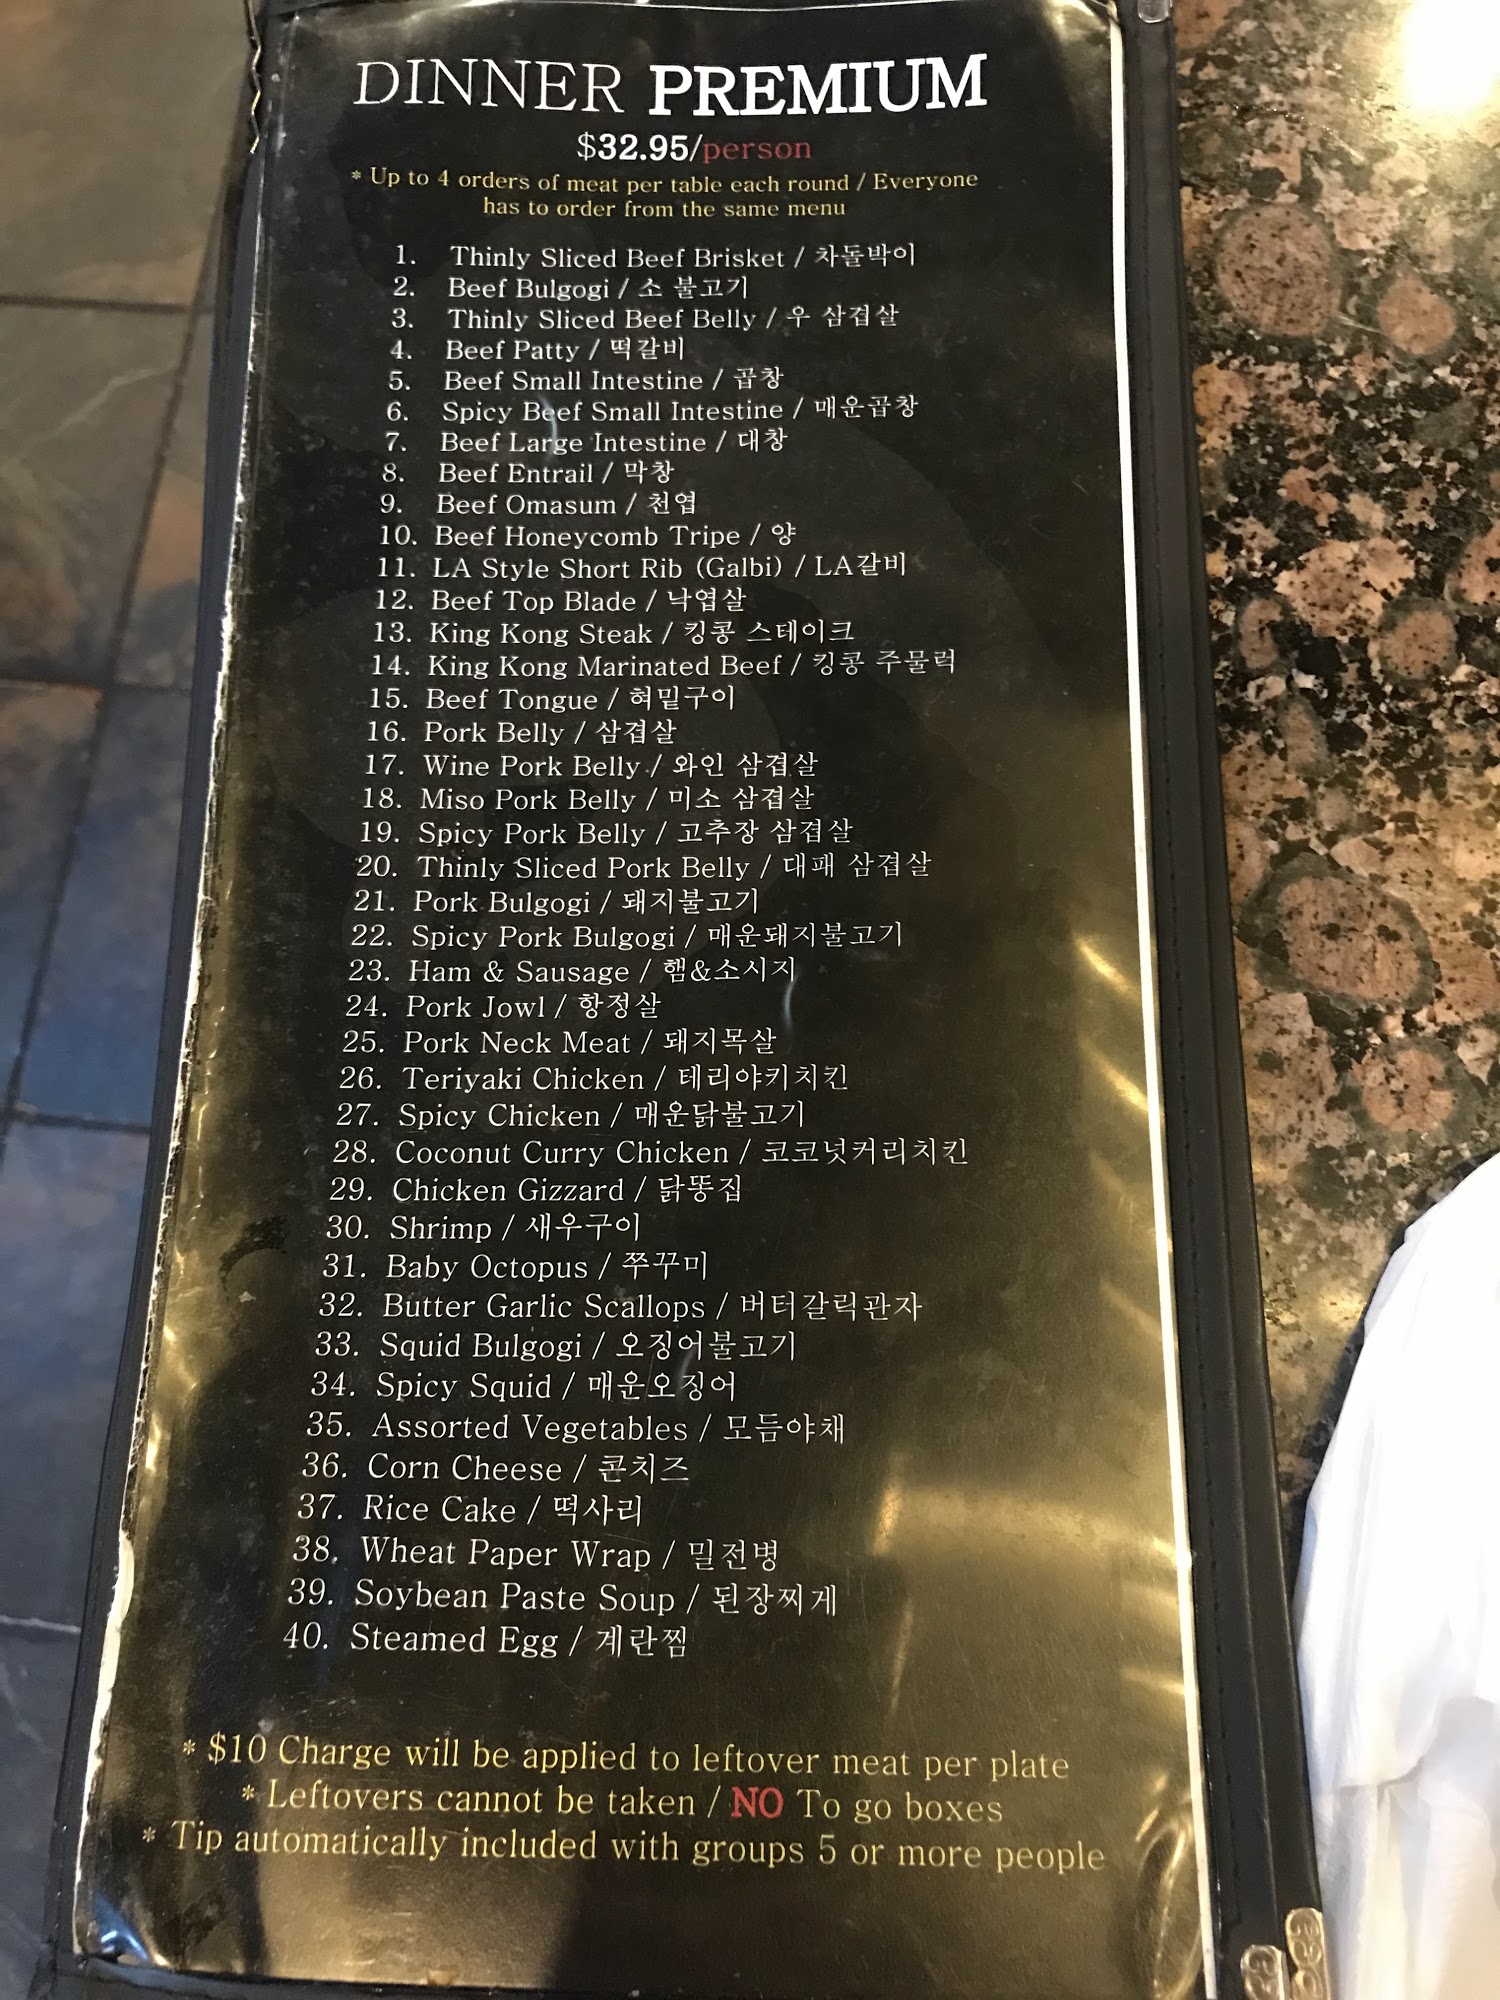 DINNER PREMIUM
$32.95/person
* Up to 4 orders of meat per table each round / Everyone
has to order from the same menu
1. Thinly Sliced Beef Brisket / 차돌박이
2. Beef Bulgogi / 소 불고기
3. Thinly Sliced Beef Belly / 우 삼겹살
4. Beef Patty / 떡갈비
5. Beef Small Intestine / 곱창
6. Spicy Beef Small Intestine / 매운곱창
7. Beef Large Intestine / 대창
8. Beef Entrail / 막창
9. Beef Omasum / 천엽
10. Beef Honeycomb Tripe / 양
11. LA Style Short Rib (Galbi) / LA갈비
12. Beef Top Blade / 낙엽살
13. King Kong Steak / 킹콩 스테이크
14. King Kong Marinated Beef / 킹콩 주물럭
15. Beef Tongue / 혀밑구이
16. Pork Belly / 삼겹살
17. Wine Pork Belly / 와인 삼겹살
18. Miso Pork Belly / 미소 삼겹살
19. Spicy Pork Belly / 고추장 삼겹살
20. Thinly Sliced Pork Belly / 대패 삼겹살
21. Pork Bulgogi / 돼지불고기
22. Spicy Pork Bulgogi / 매운돼지불고기
23. Ham & Sausage / 햄&소시지
24. Pork Jowl / 항정살
25. Pork Neck Meat / 돼지목살
26. Teriyaki Chicken / 테리야키치킨
27. Spicy Chicken / 매운닭불고기
28. Coconut Curry Chicken / 코코넛커리치킨
29. Chicken Gizzard / 닭똥집
30. Shrimp / 새우구이
31. Baby Octopus / 쭈꾸미
32. Butter Garlic Scallops / 버터갈릭관자
33. Squid Bulgogi / 오징어불고기
34. Spicy Squid / 매운오징어
35. Assorted Vegetables / 모듬야채
36. Corn Cheese / 콘치즈
37. Rice Cake / 떡사리
38. Wheat Paper Wrap / 밀전병
39. Soybean Paste Soup / 된장찌게
40. Steamed Egg / 계란찜
* $10 Charge will be applied to leftover meat per plate
* Leftovers cannot be taken / NO To go boxes
* Tip automatically included with groups 5 or more people